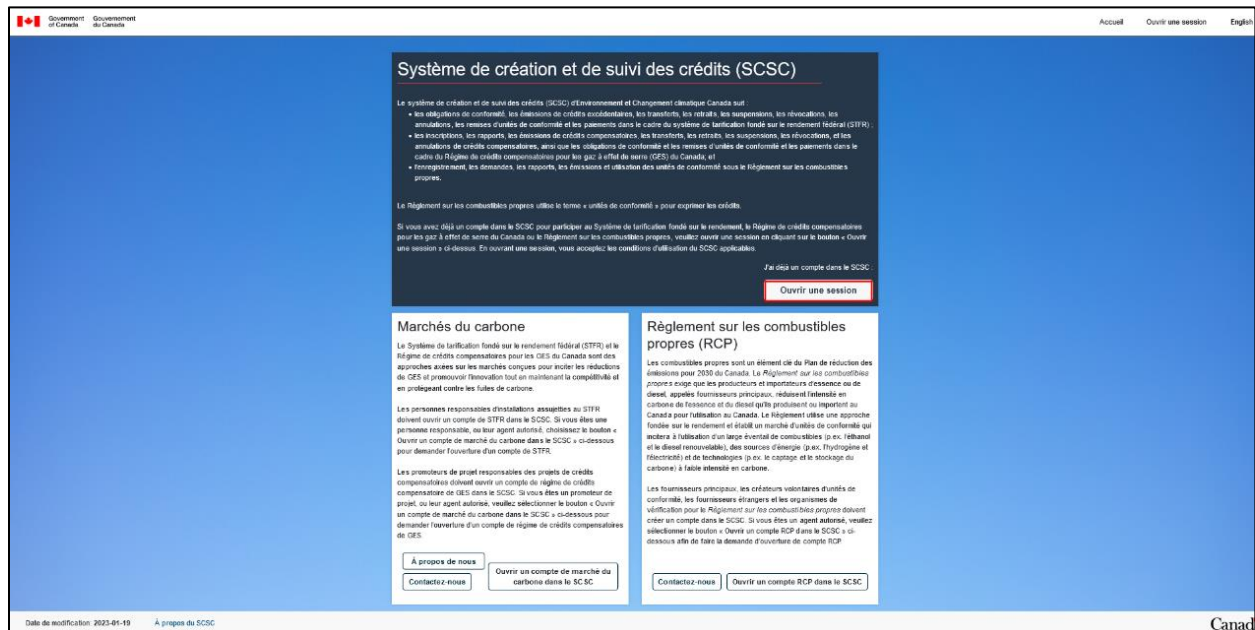 Government of Canada
Gouvernement du Canada
Accueil
Ouvrir une session
English
Système de création et de suivi des crédits (SCSC)
Le système de création et de suivi des crédits (SCSC) d'Environnement et Changement climatique Canada suit :
• les obligations de conformité, les émissions de crédits excédentaires, les transferts, les retraits, les suspensions, les révocations, les
annulations, les remises d'unités de conformité et les paiements dans le cadre du système de tarification fondé sur le rendement fédéral (STFR) ;
• les inscriptions, les rapports, les émissions de crédits compensatoires, les transferts, les retraits, les suspensions, les révocations, et les
annulations de crédits compensatoires, ainsi que les obligations de conformité et les remises d'unités de conformité et les paiements dans le
cadre du Régime de crédits compensatoires pour les gaz à effet de serre (GES) du Canada; et
• l'enregistrement, les demandes, les rapports, les émissions et utilisation des unités de conformité sous le Règlement sur les combustibles
propres.
Le Règlement sur les combustibles propres utilise le terme « unités de conformité » pour exprimer les crédits.
Si vous avez déjà un compte dans le SCSC pour participer au Système de tarification fondé sur le rendement, le Régime de crédits compensatoires
pour les gaz à effet de serre du Canada ou le Règlement sur les combustibles propres, veuillez ouvrir une session en cliquant sur le bouton « Ouvrir
une session » ci-dessus. En ouvrant une session, vous acceptez les conditions d'utilisation du SCSC applicables.
J'ai déjà un compte dans le SCSC :
Ouvrir une session
Marchés du carbone
Le Système de tarification fondé sur le rendement fédéral (STFR) et le
Régime de crédits compensatoires pour les GES du Canada sont des
approches axées sur les marchés conçues pour inciter les réductions
de GES et promouvoir l'innovation tout en maintenant la compétitivité et
en protégeant contre les fuites de carbone.
Les personnes responsables d'installations assujetties au STFR
doivent ouvrir un compte de STFR dans le SCSC. Si vous êtes une
personne responsable, ou leur agent autorisé, choisissez le bouton «
Ouvrir un compte de marché du carbone dans le SCSC » ci-dessous
pour demander l'ouverture d'un compte de STFR.
Les promoteurs de projet responsables des projets de crédits
compensatoires doivent ouvrir un compte de régime de crédits
compensatoire de GES dans le SCSC. Si vous êtes un promoteur de
projet, ou leur agent autorisé, veuillez sélectionner le bouton « Ouvrir
un compte de marché du carbone dans le SCSC » ci-dessous pour
demander l'ouverture d'un compte de régime de crédits compensatoires
de GES.
À propos de nous
Contactez-nous
Ouvrir un compte de marché du
carbone dans le SCSC
Règlement sur les combustibles
propres (RCP)
Les combustibles propres sont un élément clé du Plan de réduction des
émissions pour 2030 du Canada. Le Règlement sur les combustibles
propres exige que les producteurs et importateurs d'essence ou de
diesel, appelés fournisseurs principaux, réduisent l'intensité en
carbone de l'essence et du diesel qu'ils produisent ou importent au
Canada pour l'utilisation au Canada. Le Règlement utilise une approche
fondée sur le rendement et établit un marché d'unités de conformité qui
incitera à l'utilisation d'un large éventail de combustibles (p.ex. l'éthanol
et le diesel renouvelable), des sources d'énergie (p.ex. l'hydrogène et
l'électricité) et de technologies (p.ex. le captage et le stockage du
carbone) à faible intensité en carbone.
Les fournisseurs principaux, les créateurs volontaires d'unités de
conformité, les fournisseurs étrangers et les organismes de
vérification pour le Règlement sur les combustibles propres doivent
créer un compte dans le SCSC. Si vous êtes un agent autorisé, veuillez
sélectionner le bouton « Ouvrir un compte RCP dans le SCSC » ci-
dessous afin de faire la demande d'ouverture de compte RCP.
Contactez-nous
Ouvrir un compte RCP dans le SCSC
Date de modification: 2023-01-19
À propos du SCSC
Canad